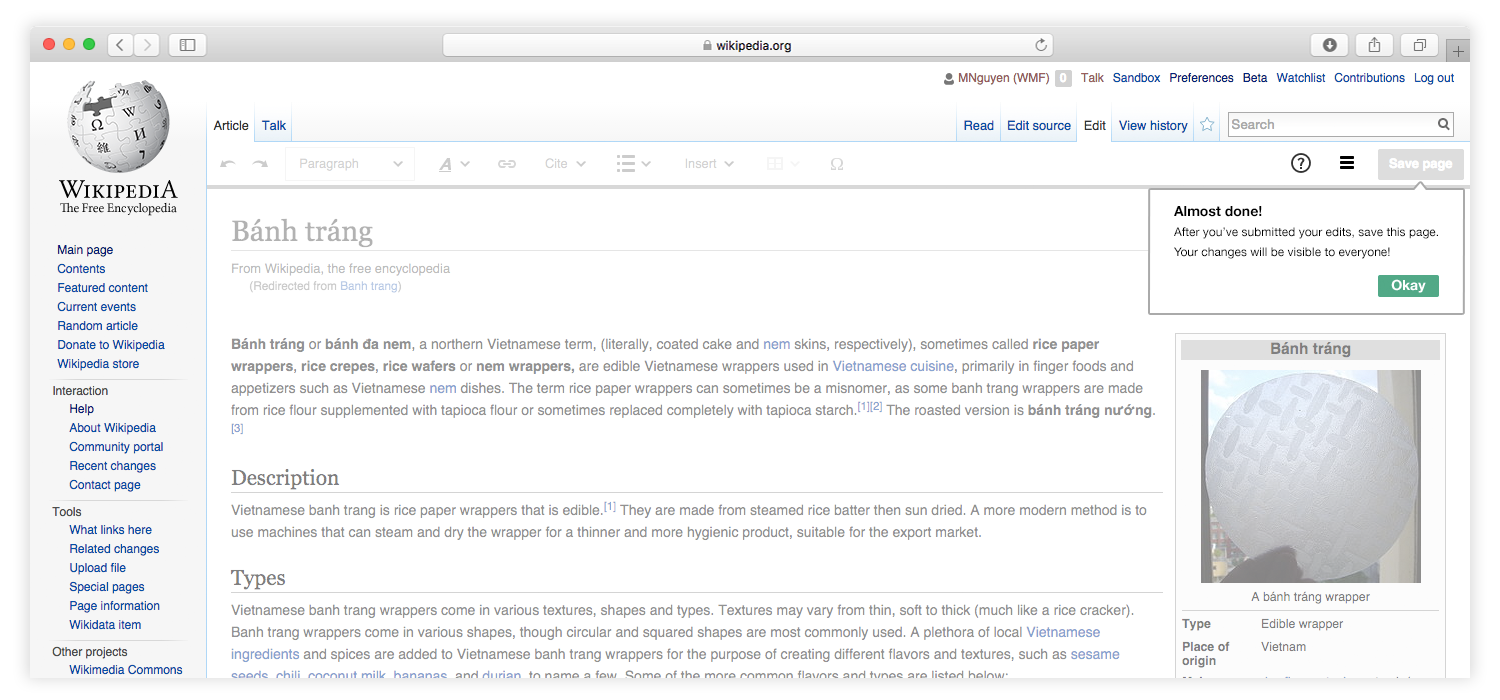 wikipedia.org
MNguyen (WMF) 0 Talk Sandbox Preferences Beta Watchlist Contributions Log out
Article Talk Read Edit source Edit View history Search
Paragraph A Cite Insert Ω ? Save page
WIKIPEDIA
The Free Encyclopedia
Main page
Contents
Featured content
Current events
Random article
Donate to Wikipedia
Wikipedia store
Interaction
Help
About Wikipedia
Community portal
Recent changes
Contact page
Tools
What links here
Related changes
Upload file
Special pages
Page information
Wikidata item
Other projects
Wikimedia Commons
Almost done!
After you've submitted your edits, save this page.
Your changes will be visible to everyone!
Okay
Bánh tráng
From Wikipedia, the free encyclopedia
(Redirected from Banh trang)
Bánh tráng or bánh đa nem, a northern Vietnamese term, (literally, coated cake and nem skins, respectively), sometimes called rice paper
wrappers, rice crepes, rice wafers or nem wrappers, are edible Vietnamese wrappers used in Vietnamese cuisine, primarily in finger foods and
appetizers such as Vietnamese nem dishes. The term rice paper wrappers can sometimes be a misnomer, as some banh trang wrappers are made
from rice flour supplemented with tapioca flour or sometimes replaced completely with tapioca starch.[1][2] The roasted version is bánh tráng nướng.
[3]
Description
Vietnamese banh trang is rice paper wrappers that is edible.[1] They are made from steamed rice batter then sun dried. A more modern method is to
use machines that can steam and dry the wrapper for a thinner and more hygienic product, suitable for the export market.
Types
Vietnamese banh trang wrappers come in various textures, shapes and types. Textures may vary from thin, soft to thick (much like a rice cracker).
Banh trang wrappers come in various shapes, though circular and squared shapes are most commonly used. A plethora of local Vietnamese
ingredients and spices are added to Vietnamese banh trang wrappers for the purpose of creating different flavors and textures, such as sesame
seeds, chili, coconut milk, bananas, and durian, to name a few. Some of the more common flavors and types are listed below:
Bánh tráng
A bánh tráng wrapper
Type Edible wrapper
Place of Vietnam
origin